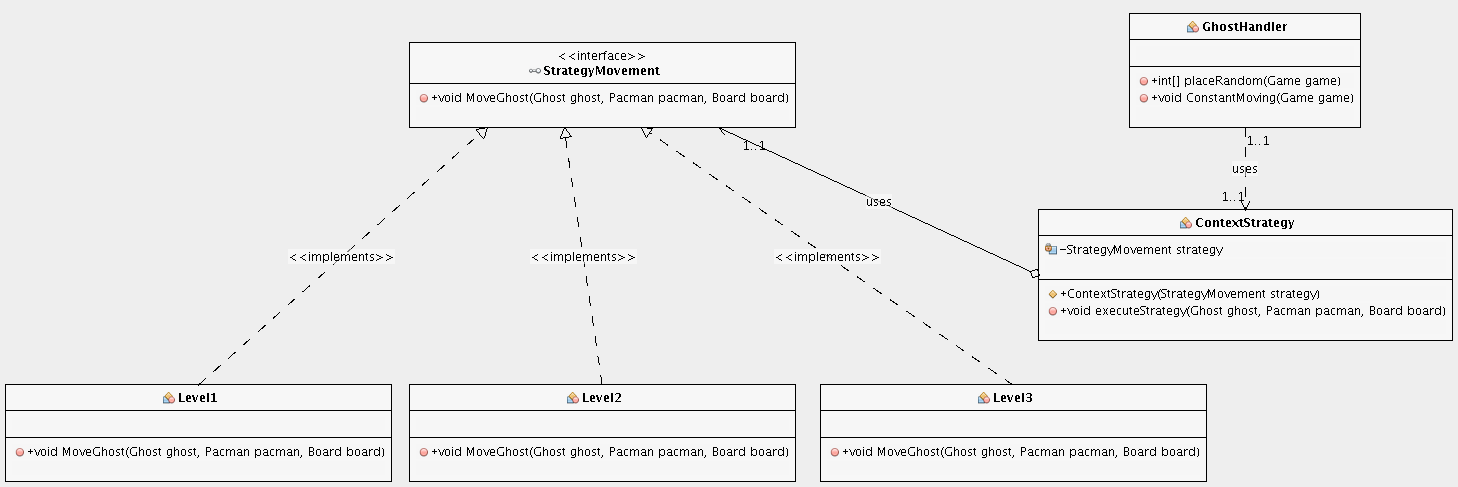 GhostHandler
+int[] placeRandom(Game game)
+void ConstantMoving(Game game)
<<interface>>
StrategyMovement
+void MoveGhost(Ghost ghost, Pacman pacman, Board board)
1..1
1..1
uses
1..1
uses
ContextStrategy
-StrategyMovement strategy
+ContextStrategy(StrategyMovement strategy)
+void executeStrategy(Ghost ghost, Pacman pacman, Board board)
<<implements>>
<<implements>>
<<implements>>
Level1
+void MoveGhost(Ghost ghost, Pacman pacman, Board board)
Level2
+void MoveGhost(Ghost ghost, Pacman pacman, Board board)
Level3
+void MoveGhost(Ghost ghost, Pacman pacman, Board board)